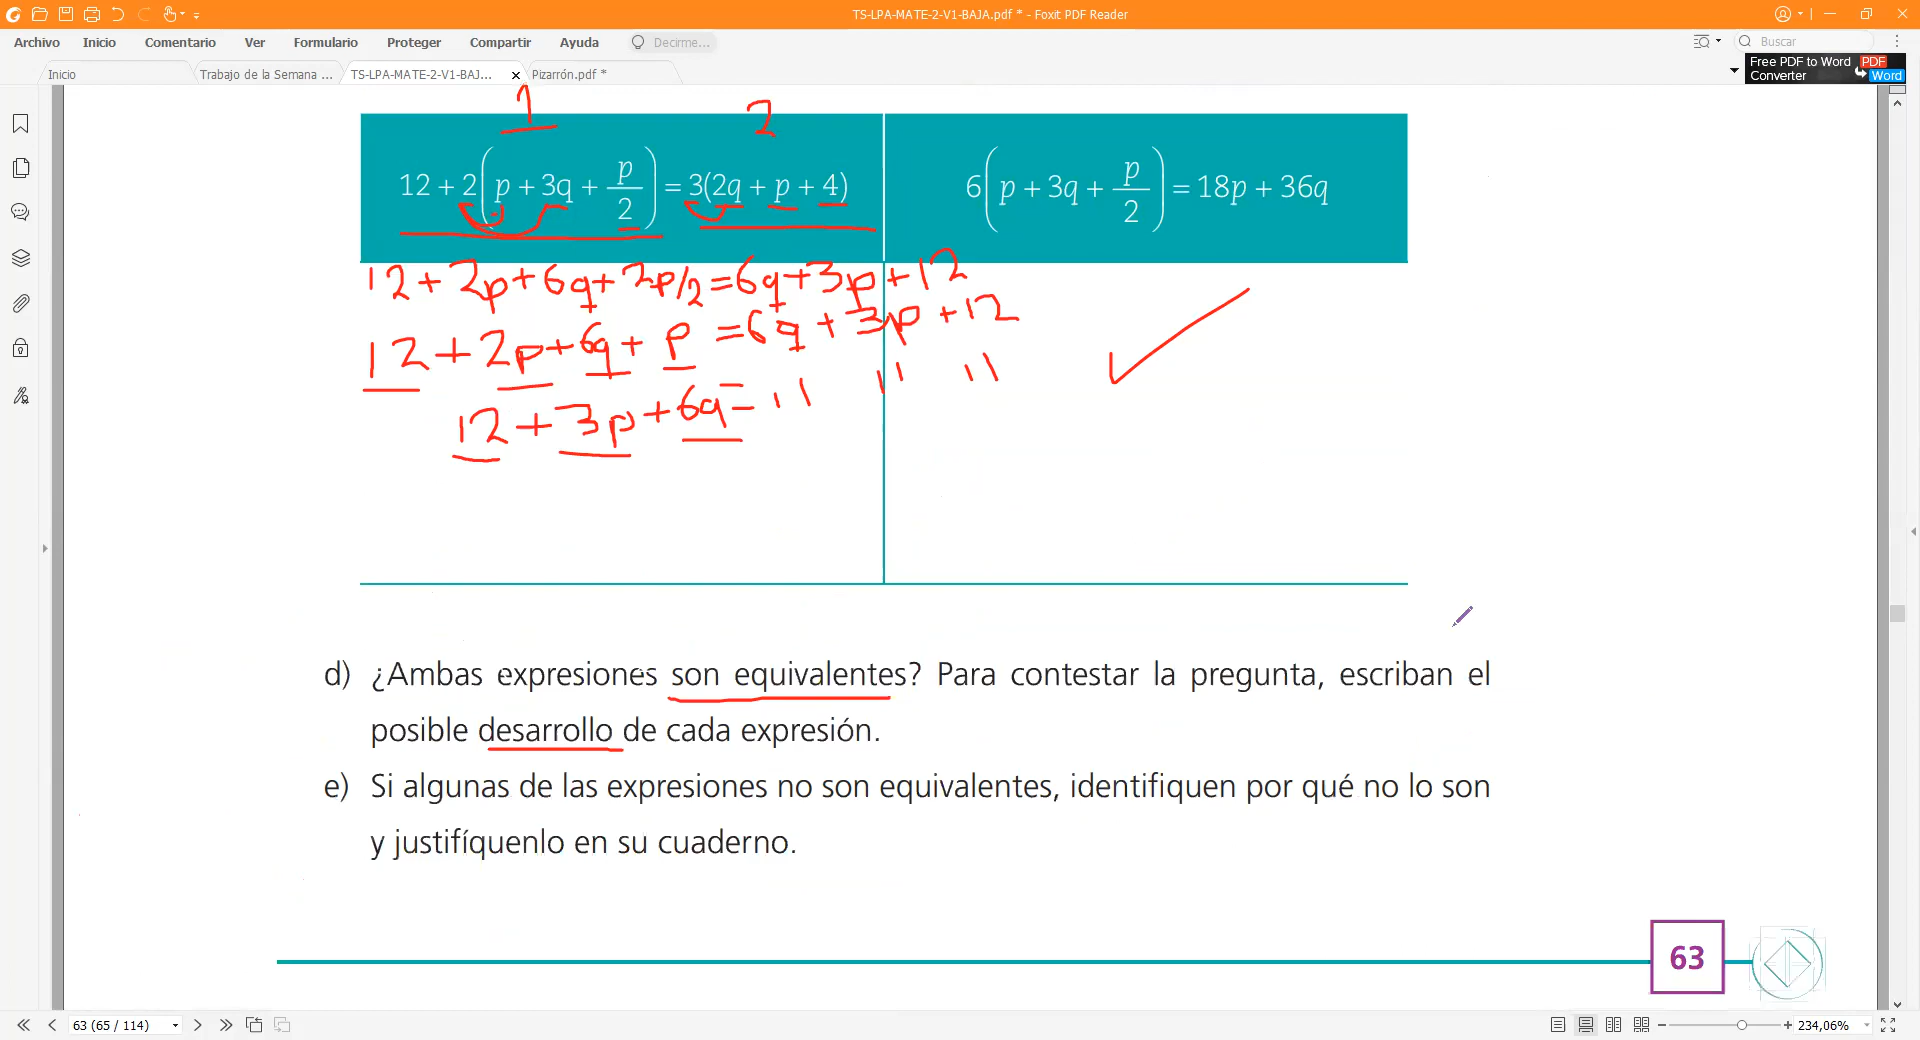 TS-LPA-MATE-2-V1-BAJA.pdf * - Foxit PDF Reader
Archivo Inicio Comentario Ver Formulario Proteger Compartir Ayuda Decirme... Buscar
Inicio Trabajo de la Semana ... TS-LPA-MATE-2-V1-BAJ... Pizarrón.pdf *
Free PDF to Word Converter PDF Word
1 2
12 + 2(p + 3q + p/2) = 3(2q + p + 4)
6(p + 3q + p/2) = 18p + 36q
12+2p+6q+2p/2=6q+3p+12
12+2p+6q+p=6q+3p+12
12+3p+6q= 11 11 11
d) ¿Ambas expresiones son equivalentes? Para contestar la pregunta, escriban el
posible desarrollo de cada expresión.
e) Si algunas de las expresiones no son equivalentes, identifiquen por qué no lo son
y justifíquenlo en su cuaderno.
63
63 (65 / 114) 234,06%